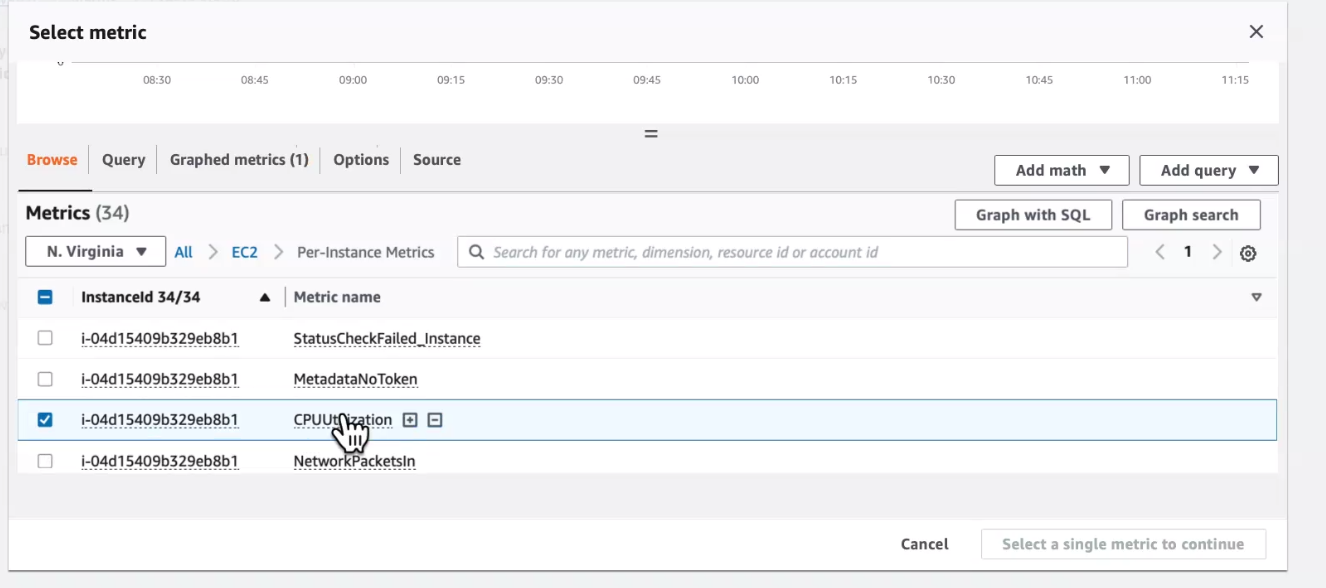 Select metric
0
08:30 08:45 09:00 09:15 09:30 09:45 10:00 10:15 10:30 10:45 11:00 11:15
Browse Query Graphed metrics (1) Options Source
Add math Add query
Metrics (34)
Graph with SQL Graph search
N. Virginia All EC2 Per-Instance Metrics Search for any metric, dimension, resource id or account id 1
InstanceId 34/34 Metric name
i-04d15409b329eb8b1 StatusCheckFailed_Instance
i-04d15409b329eb8b1 MetadataNoToken
i-04d15409b329eb8b1 CPUUtilization
i-04d15409b329eb8b1 NetworkPacketsIn
Cancel Select a single metric to continue